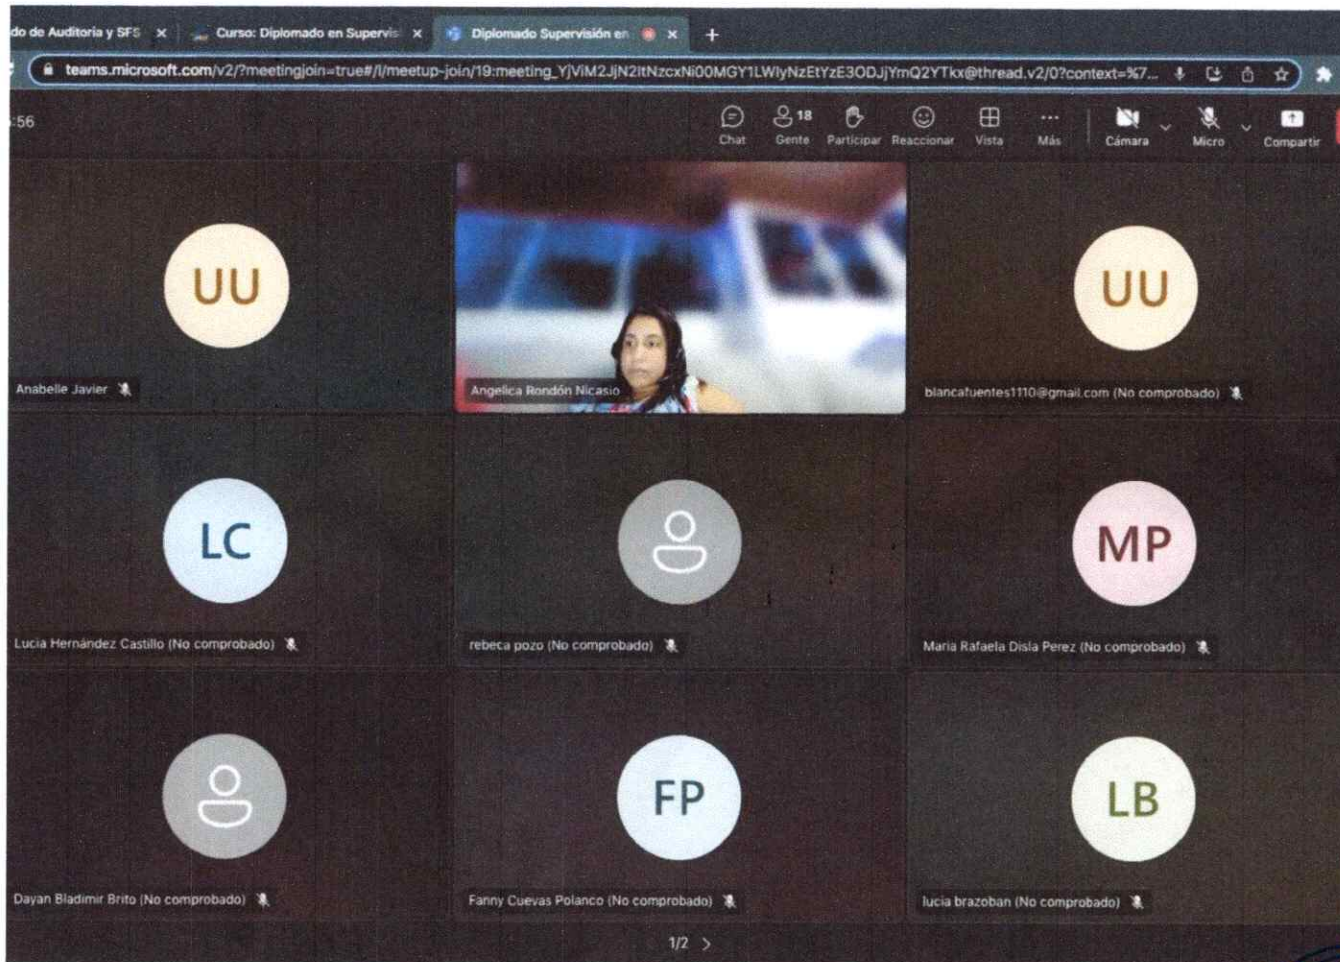 do de Auditoria y SFS
Curso: Diplomado en Supervis
Diplomado Supervisión en
teams.microsoft.com/v2/?meetingjoin=true#/l/meetup-join/19:meeting_YjViM2JjN2ItNzcxNi00MGY1LWIyNzEtYzE3ODJjYmQ2YTkx@thread.v2/0?context=%7...
:56
18
Chat
Gente
Participar
Reaccionar
Vista
Más
Cámara
Micro
Compartir
UU
UU
Anabelle Javier
Angelica Rondón Nicasio
blancafuentes1110@gmail.com (No comprobado)
LC
MP
Lucia Hernández Castillo (No comprobado)
rebeca pozo (No comprobado)
Maria Rafaela Disla Perez (No comprobado)
FP
LB
Dayan Bladimir Brito (No comprobado)
Fanny Cuevas Polanco (No comprobado)
lucia brazoban (No comprobado)
1/2 >